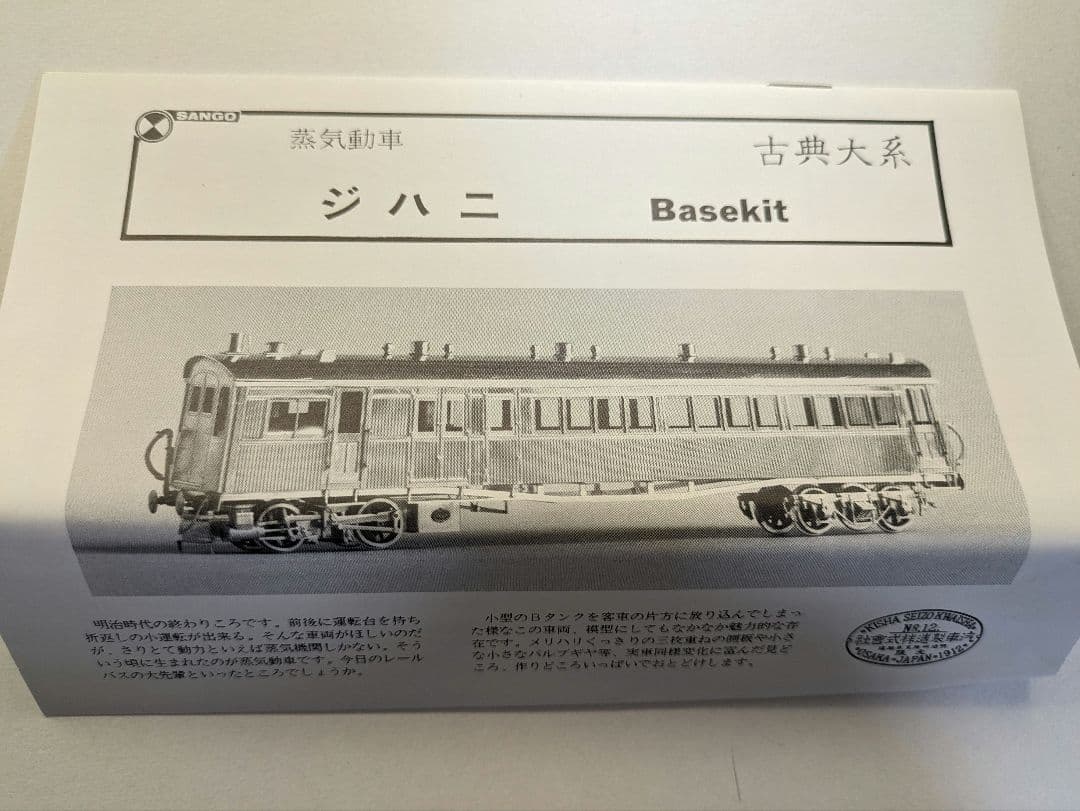 SANGO
蒸気動車
古典大系
ジハニ
Basekit
明治時代の終わりころです。前後に運転台を持ち
折返しの小運転が出来る。そんな車両がほしいのだ
が、さりとて動力といえば蒸気機関しかない。そう
いう頃に生まれたのが蒸気動車です。今日のレール
バスの大先輩といったところでしょうか。
小型のBタンクを客車の片方に放り込んでしまっ
た様なこの車両、模型にしてもなかなか魅力的な存
在です。メリハリくっきりの三枚重ねの側板や小さ
な小さなバルブギヤ等、実車同様変化に富んだ見ど
ころ、作りどころいっぱいでおとどけします。
KISHA SEIZO KWAISHA
NR.12.
汽車製造株式會社
OSAKA-JAPAN-1912